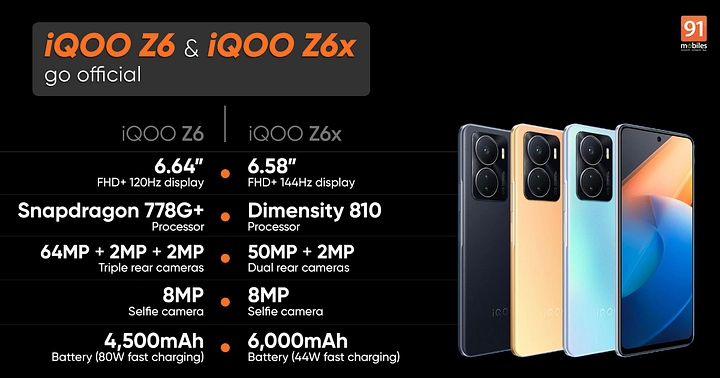 iQOO Z6 & iQOO Z6x
go official
91
mobiles
iQOO Z6 | iQOO Z6x
6.64” • 6.58”
FHD+ 120Hz display FHD+ 144Hz display
Snapdragon 778G+ • Dimensity 810
Processor Processor
64MP + 2MP + 2MP • 50MP + 2MP
Triple rear cameras Dual rear cameras
8MP • 8MP
Selfie camera Selfie camera
4,500mAh • 6,000mAh
Battery (80W fast charging) Battery (44W fast charging)